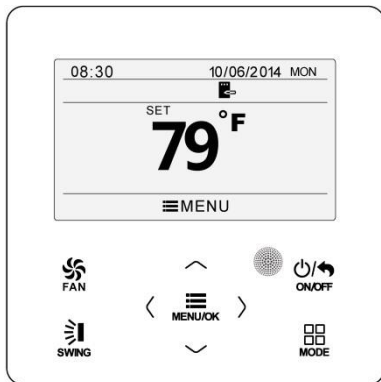 08:30 10/06/2014 MON
SET
79°F
MENU
FAN
MENU/OK
ON/OFF
SWING
MODE